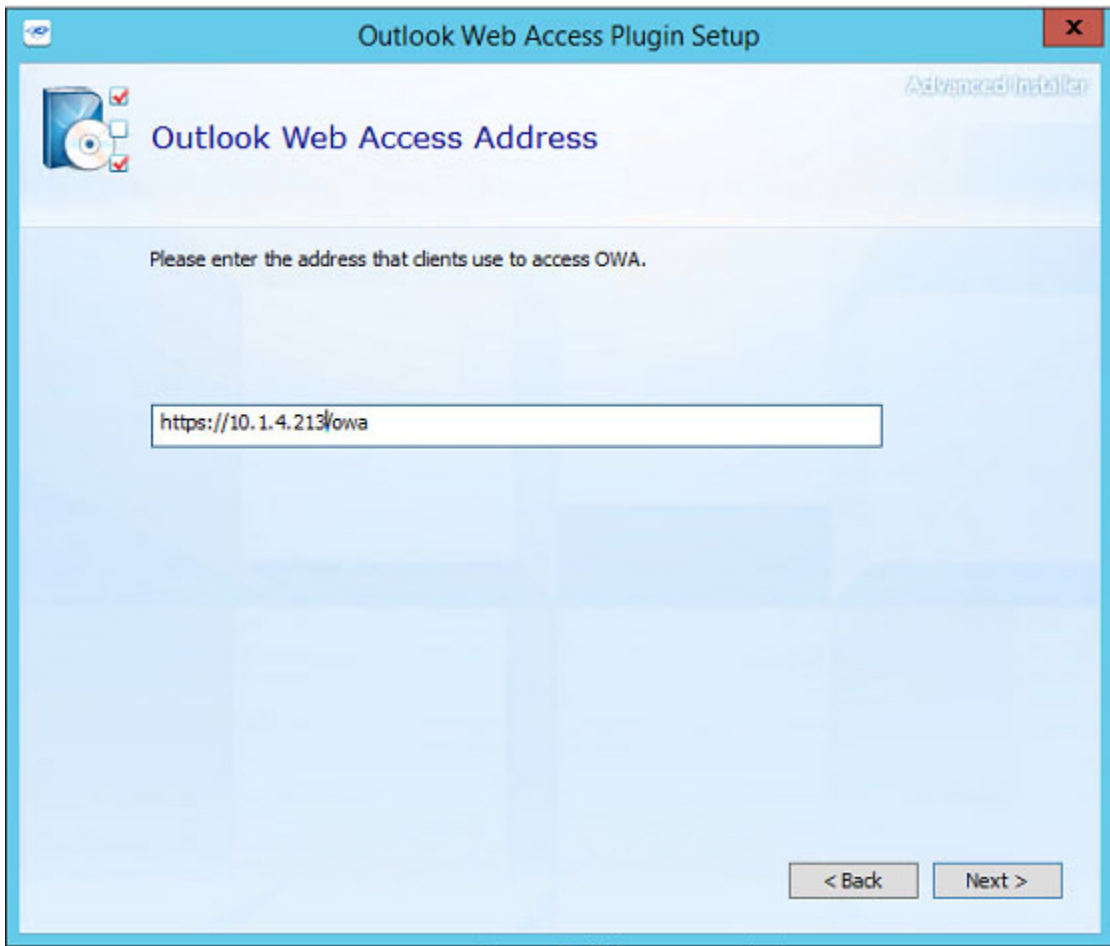 Outlook Web Access Plugin Setup
x
Advanced Installer
Outlook Web Access Address
Please enter the address that clients use to access OWA.
https://10.1.4.213/owa
< Back
Next >